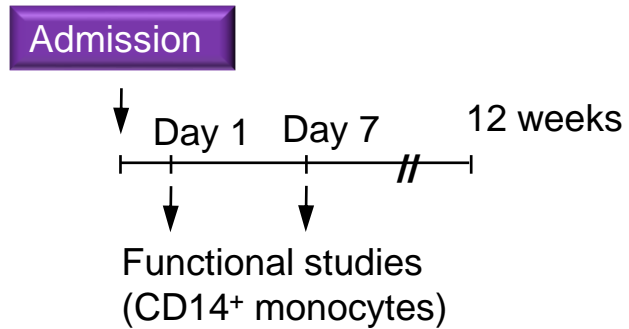 Admission
Day 1 Day 7 12 weeks
Functional studies
(CD14⁺ monocytes)